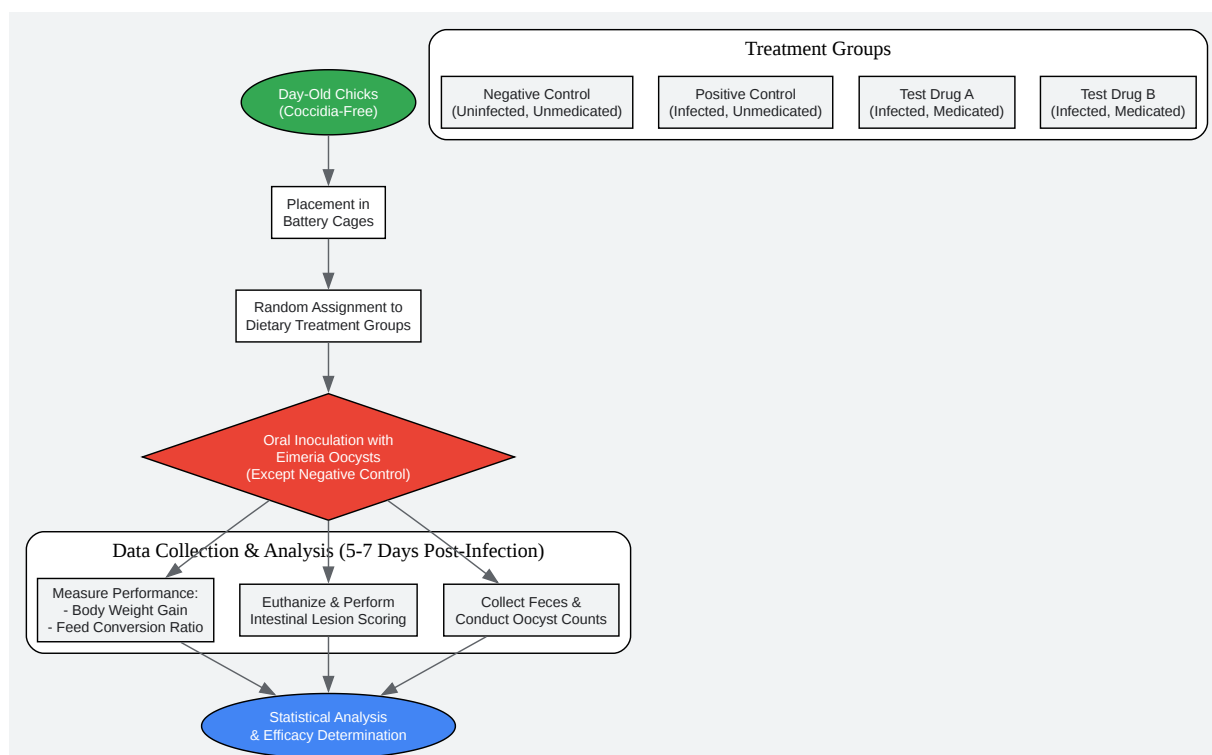 Treatment Groups
Negative Control
(Uninfected, Unmedicated)
Positive Control
(Infected, Unmedicated)
Test Drug A
(Infected, Medicated)
Test Drug B
(Infected, Medicated)
Day-Old Chicks
(Coccidia-Free)
Placement in
Battery Cages
Random Assignment to
Dietary Treatment Groups
Oral Inoculation with
Eimeria Oocysts
(Except Negative Control)
Data Collection & Analysis (5-7 Days Post-Infection)
Measure Performance:
- Body Weight Gain
- Feed Conversion Ratio
Euthanize & Perform
Intestinal Lesion Scoring
Collect Feces &
Conduct Oocyst Counts
Statistical Analysis
& Efficacy Determination